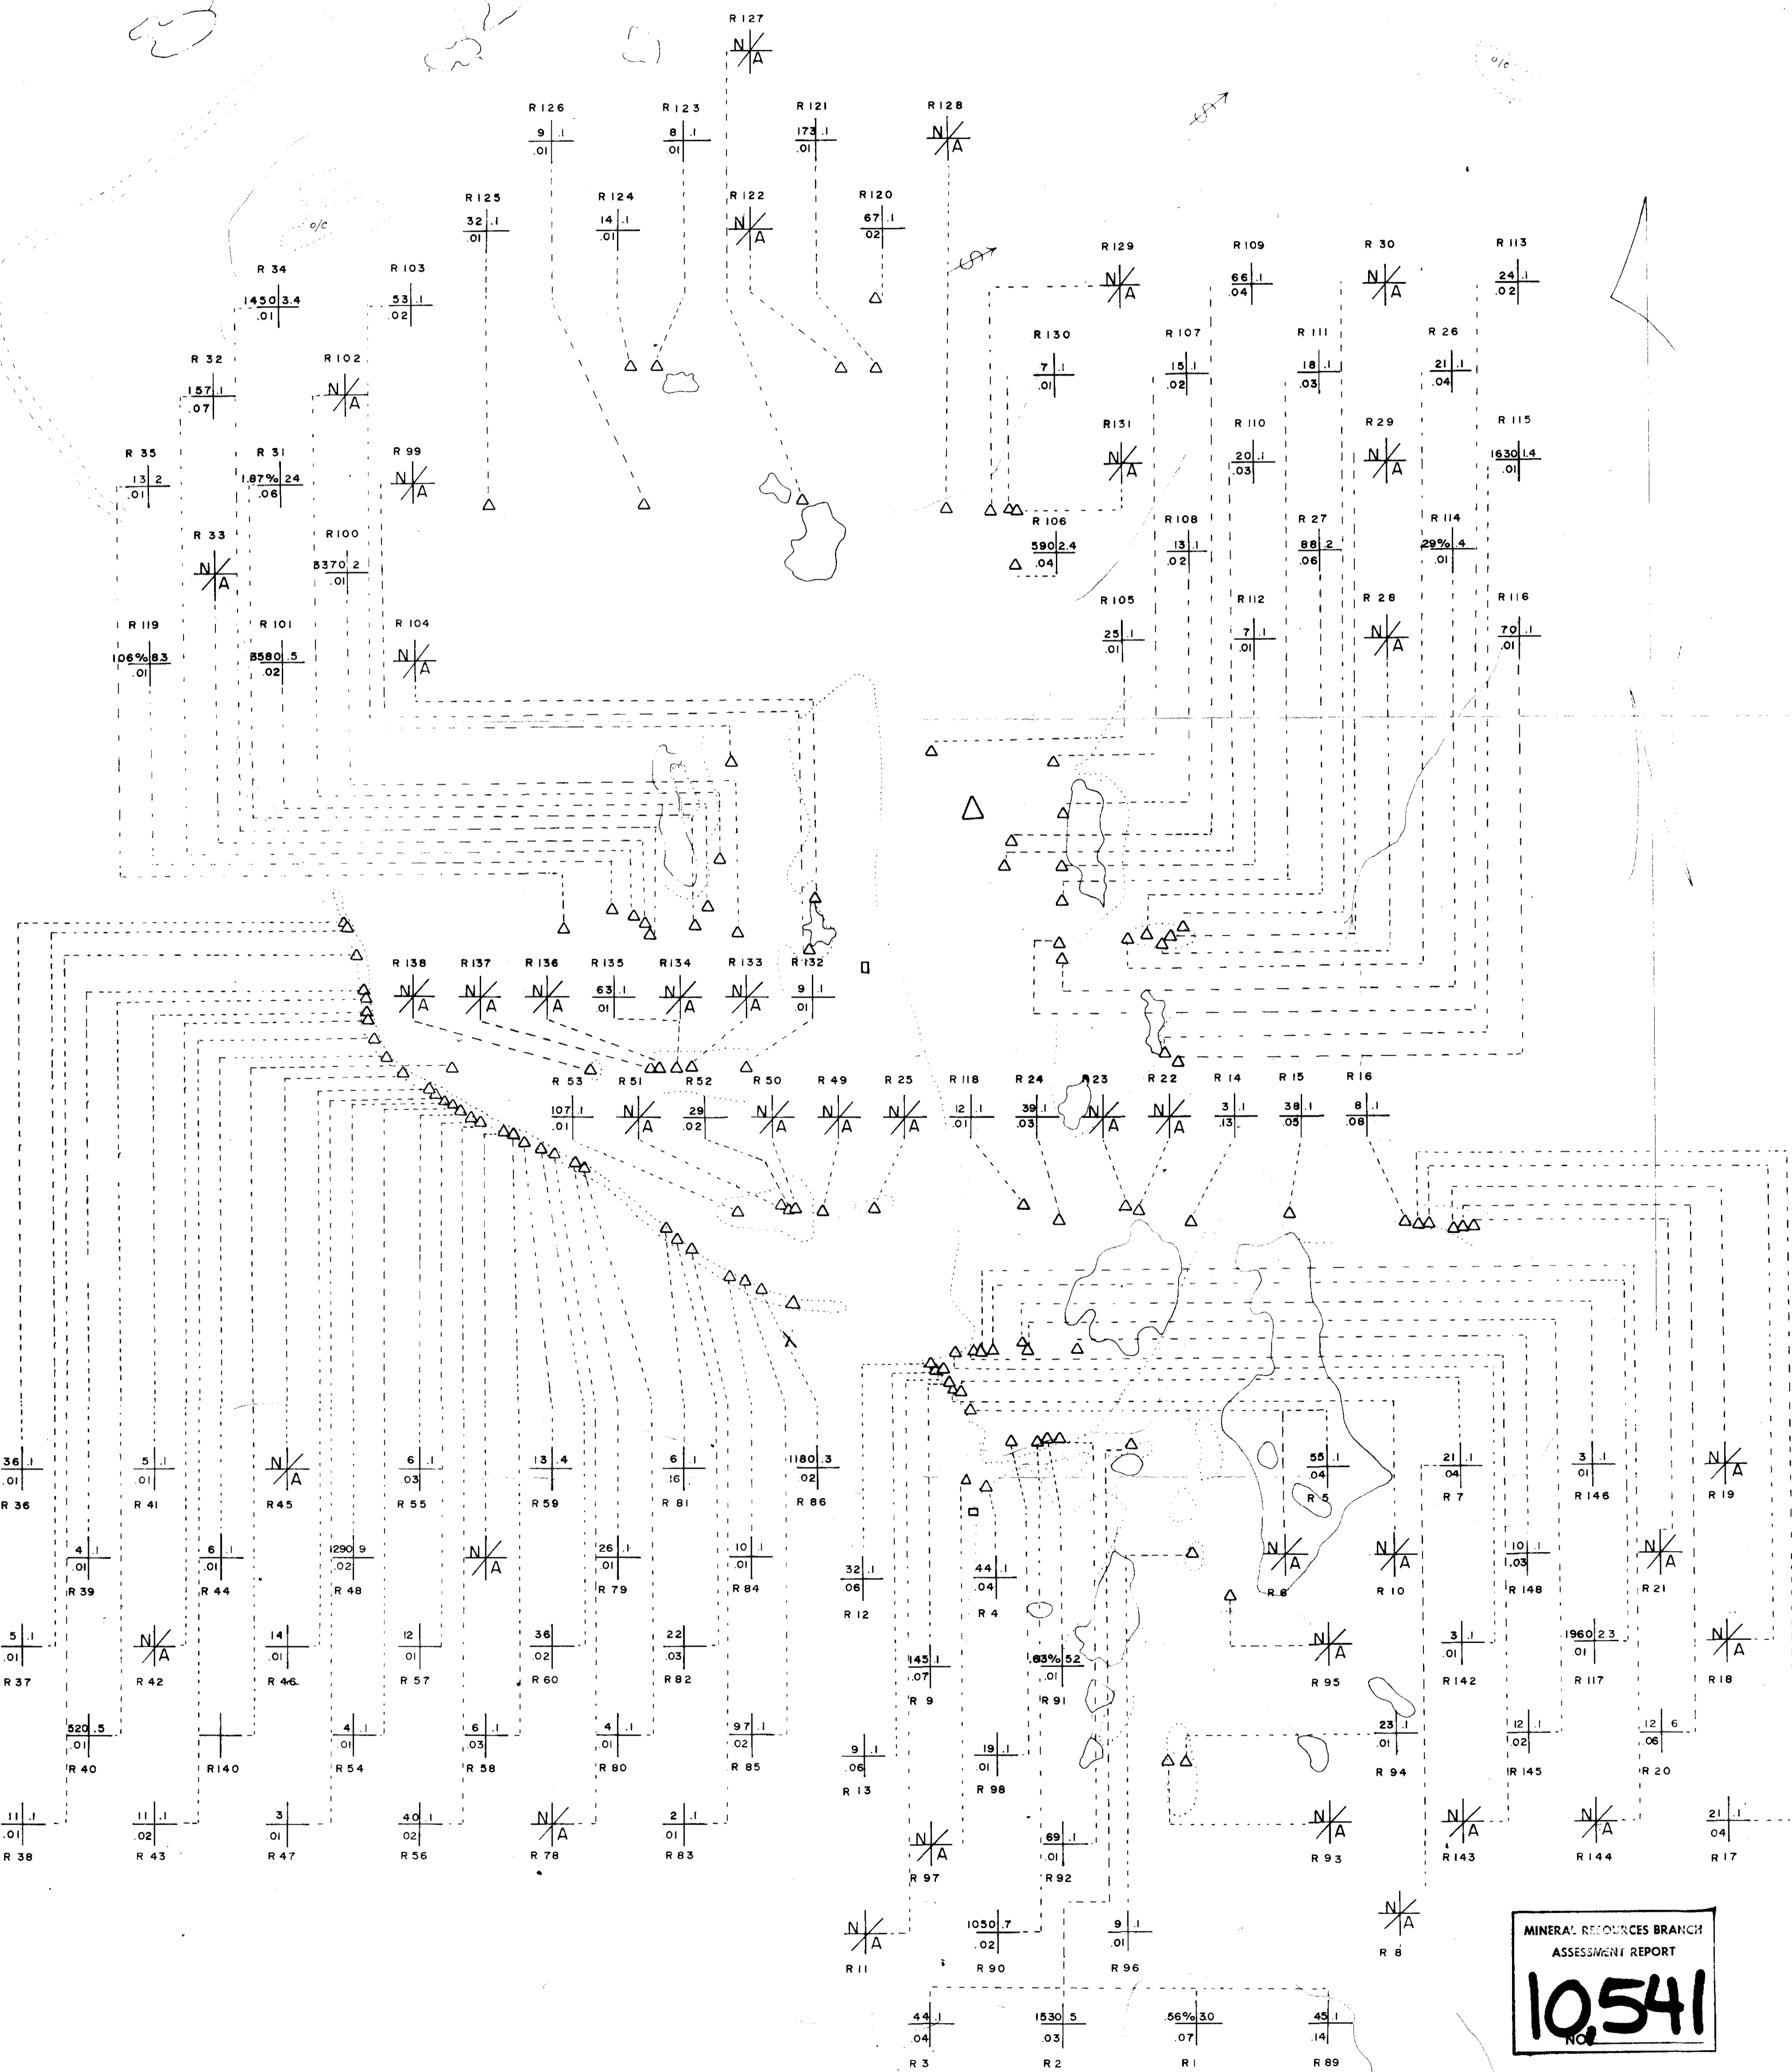 R 127
N/A
o/c
R 126 R 123 R 121 R 128
9 .1 8 .1 173 .1 N/A
.01 .01 .01
R 125 R 124 R 122 R 120
32 .1 14 .1 N/A 67 .1
.01 .01 02
o/c
R 129 R 109 R 30 R 113
N/A 66 .1 N/A 24 .1
.04 .02
R 34 R 103
1450 3.4 53 .1
.01 .02
R 130 R 107 R 111 R 26
7 .1 15 .1 18 .1 21 .1
.01 .02 .03 .04
R 32 R 102
157 .1 N/A
.07
R 131 R 110 R 29 R 115
N/A 20 .1 N/A 1630 1.4
.03 .01
R 35 R 31 R 99
13 2 1.87% 24 N/A
.01 .06
R 106 R 108 R 27 R 114
590 2.4 13 .1 88 .2 29% .4
.04 .02 .06 .01
R 33 R 100
N/A 3370 2
.01
R 105 R 112 R 28 R 116
25 .1 7 .1 N/A 70 .1
.01 .01 .01
R 119 R 101 R 104
1.06% 83 3580 .5 N/A
.01 .02
R 138 R 137 R 136 R 135 R 134 R 133 R 132
N/A N/A N/A 63 .1 N/A N/A 9 .1
.01 .01
R 53 R 51 R 52 R 50 R 49 R 25 R 118 R 24 R 23 R 22 R 14 R 15 R 16
107 .1 N/A 29 N/A N/A N/A 12 .1 39 .1 N/A N/A 3 .1 38 .1 8 .1
.01 .02 .01 .03 .13 .05 .08
36 .1 5 .1 N/A 6 .1 13 .4 6 .1 1180 .3 55 .1 21 .1 3 .1 N/A
.01 .01 03 16 .02 .04 04 01
R 36 R 41 R 45 R 55 R 59 R 81 R 86 R 5 R 7 R 146 R 19
4 .1 6 .1 1290 .9 N/A 26 .1 10 .1 32 .1 44 .1 N/A N/A 10 .1 N/A
.01 .01 .02 .01 .01 06 .04 .03
R 39 R 44 R 48 R 79 R 84 R 12 R 4 R 6 R 10 R 148 R 21
5 .1 N/A 14 12 36 22 145 .1 1.63% 52 N/A 3 .1 1960 2.3 N/A
.01 .01 .01 .02 .03 .07 .01 .01 01
R 37 R 42 R 46 R 57 R 60 R 82 R 9 R 91 R 95 R 142 R 117 R 18
520 .5 4 .1 6 .1 4 .1 97 .1 9 .1 19 .1 23 .1 12 .1 12 6
.01 .01 .03 .01 02 .06 .01 .01 .02 .06
R 40 R 140 R 54 R 58 R 80 R 85 R 13 R 98 R 94 R 145 R 20
11 .1 11 .1 3 40 .1 N/A 2 .1 N/A 69 .1 N/A N/A N/A 21 .1
.01 .02 .01 02 .01 .01 04
R 38 R 43 R 47 R 56 R 78 R 83 R 97 R 92 R 93 R 143 R 144 R 17
N/A 1050 .7 9 .1 N/A
.02 .01
R 11 R 90 R 96 R 8
44 .1 1530 5 .56% 30 45 .1
.04 .03 .07 .14
R 3 R 2 R 1 R 89
MINERAL RESOURCES BRANCH
ASSESSMENT REPORT
10,541
NO.